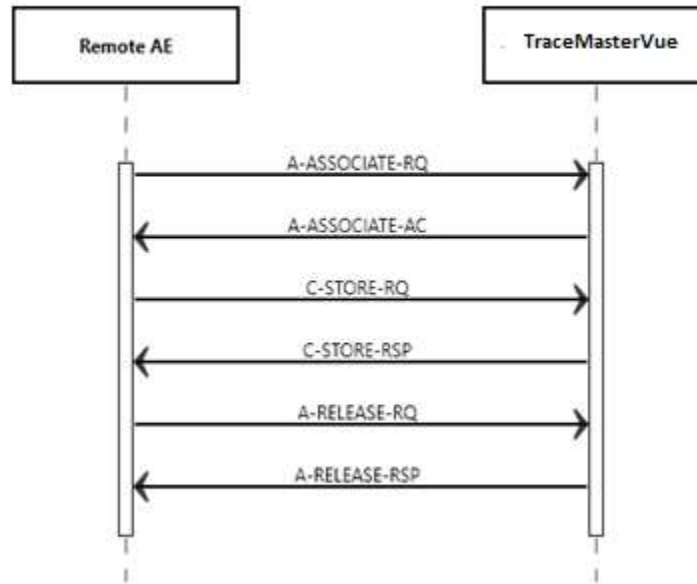 Remote AE
TraceMasterVue
A-ASSOCIATE-RQ
A-ASSOCIATE-AC
C-STORE-RQ
C-STORE-RSP
A-RELEASE-RQ
A-RELEASE-RSP